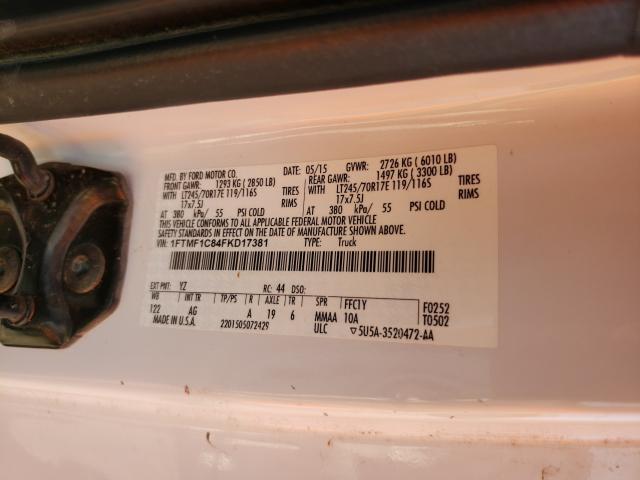 MFD. BY FORD MOTOR CO. DATE: 05/15 GVWR: 2726 KG ( 6010 LB)
FRONT GAWR: 1293 KG ( 2850 LB) REAR GAWR: 1497 KG ( 3300 LB)
WITH LT245/70R17E 119/116S TIRES WITH LT245/70R17E 119/116S TIRES
17x7.5J RIMS 17x7.5J RIMS
AT 380 kPa/ 55 PSI COLD AT 380 kPa/ 55 PSI COLD
THIS VEHICLE CONFORMS TO ALL APPLICABLE FEDERAL MOTOR VEHICLE
SAFETY STANDARDS IN EFFECT ON THE DATE OF MANUFACTURE SHOWN ABOVE.
VIN: 1FTMF1C84FKD17381 TYPE: Truck
EXT PNT: YZ RC: 44 DSO:
WB INT TR TP/PS R AXLE TR SPR FFC1Y F0252
122 AG A 19 6 MMAA 10A T0502
MADE IN U.S.A. 2201505072429 ULC ▽5U5A-3520472-AA